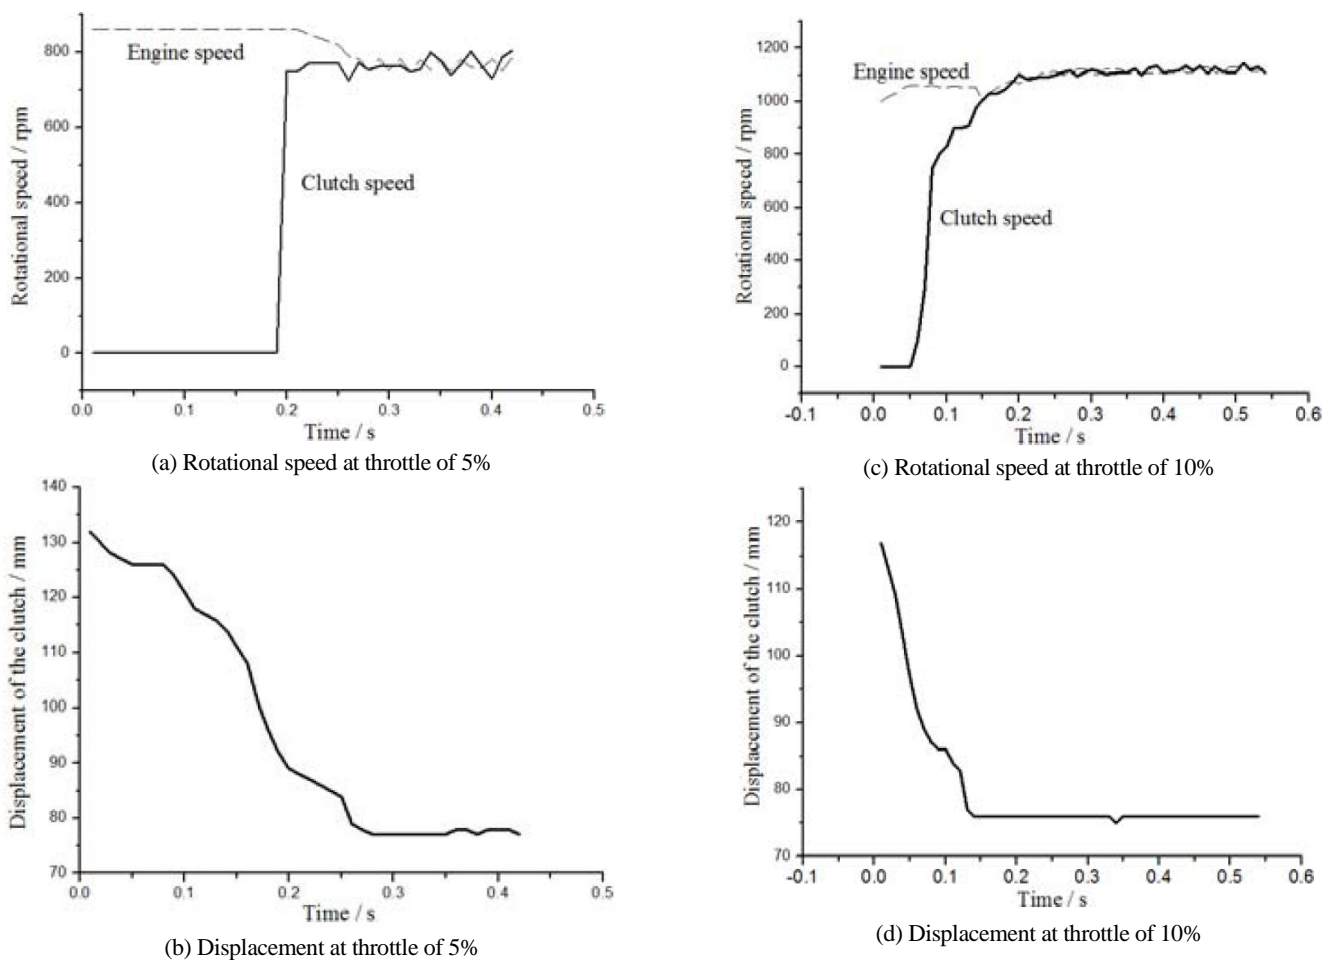 800
600
400
200
0
Rotational speed / rpm
Engine speed
Clutch speed
0.0 0.1 0.2 0.3 0.4 0.5
Time / s
(a) Rotational speed at throttle of 5%
1200
1000
800
600
400
200
0
Rotational speed / rpm
Engine speed
Clutch speed
-0.1 0.0 0.1 0.2 0.3 0.4 0.5 0.6
Time / s
(c) Rotational speed at throttle of 10%
140
130
120
110
100
90
80
70
Displacement of the clutch / mm
0.0 0.1 0.2 0.3 0.4 0.5
Time / s
(b) Displacement at throttle of 5%
120
110
100
90
80
70
Displacement of the clutch / mm
-0.1 0.0 0.1 0.2 0.3 0.4 0.5 0.6
Time / s
(d) Displacement at throttle of 10%